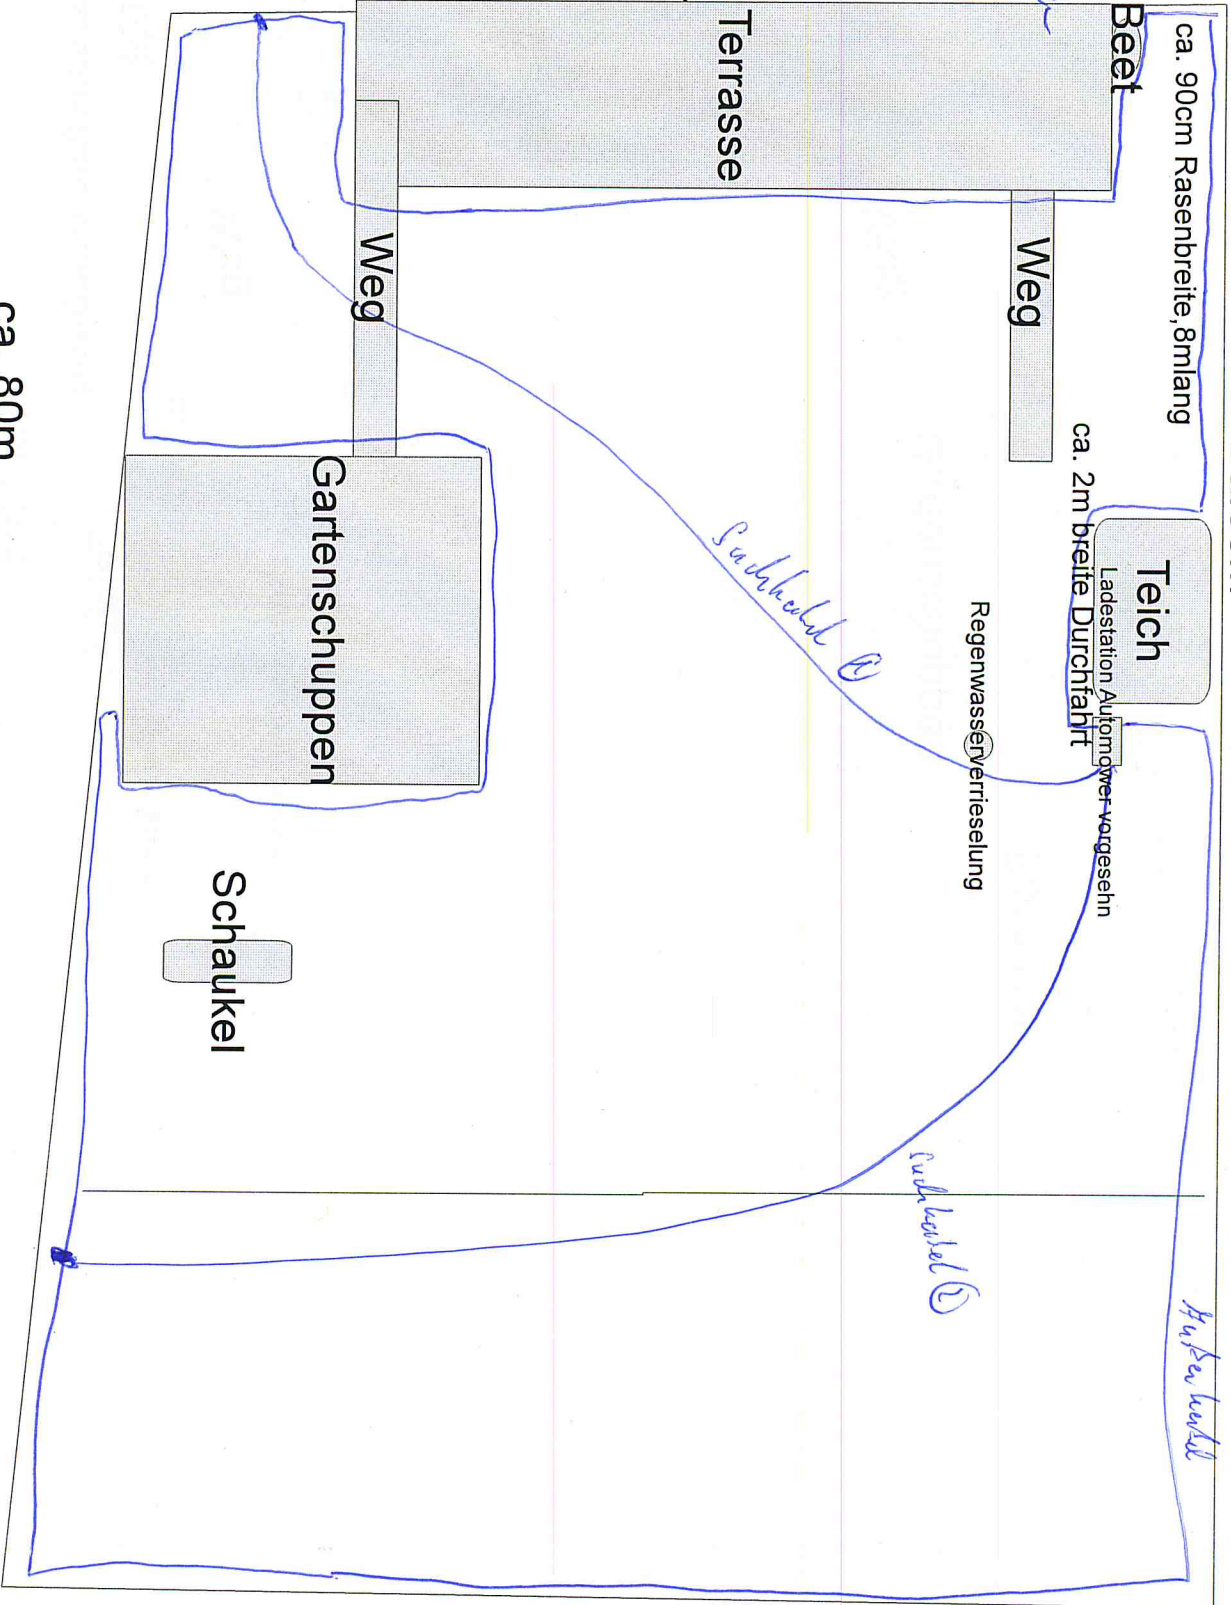 ca. 90cm Rasenbreite,8mlang
Beet
Terrasse
Weg
Weg
Teich
Ladestation Automower vorgesehn
ca. 2m breite Durchfahrt
Regenwasserverrieselung
Suchkabel ①
Gartenschuppen
Schaukel
Suchkabel ②
Außenkabel
ca. 80m